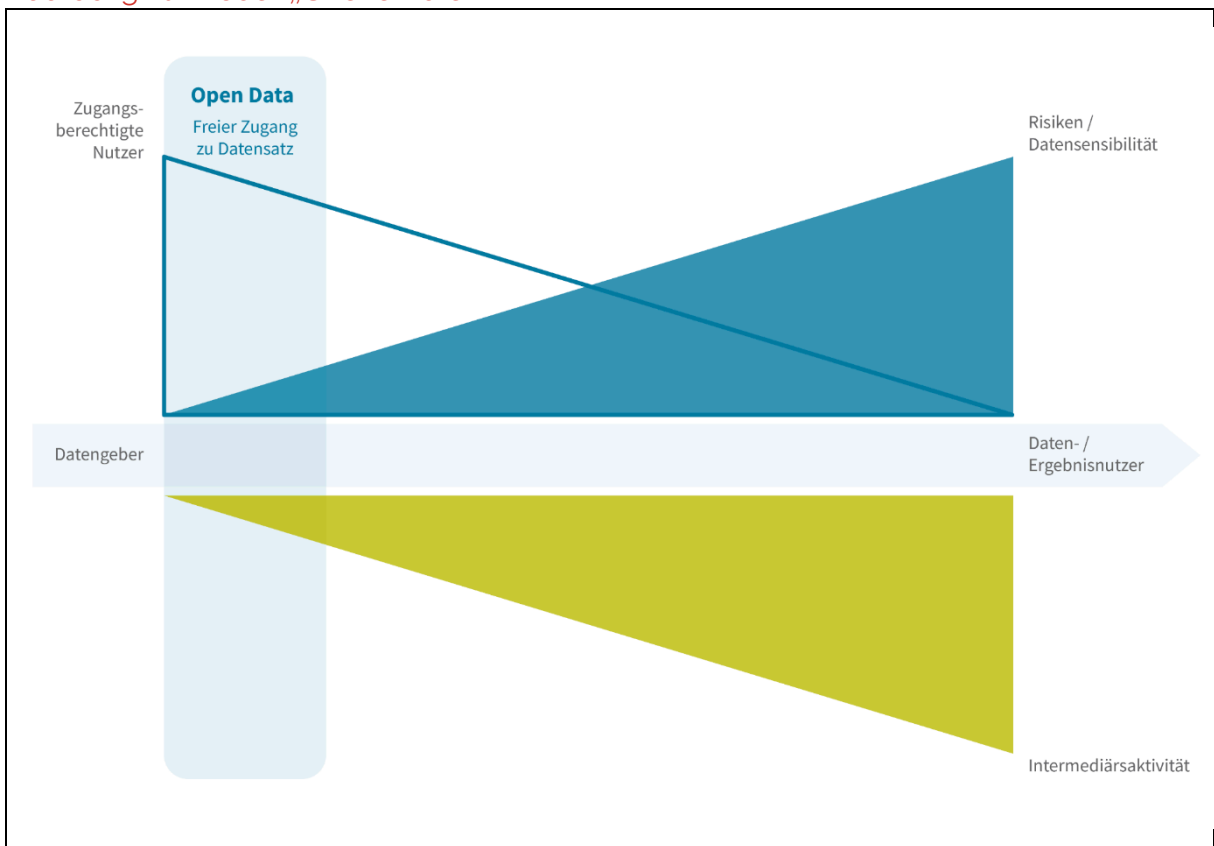 Open Data
Freier Zugang
zu Datensatz
Zugangs-
berechtigte
Nutzer
Risiken /
Datensensibilität
Datengeber
Daten- /
Ergebnisnutzer
Intermediärsaktivität